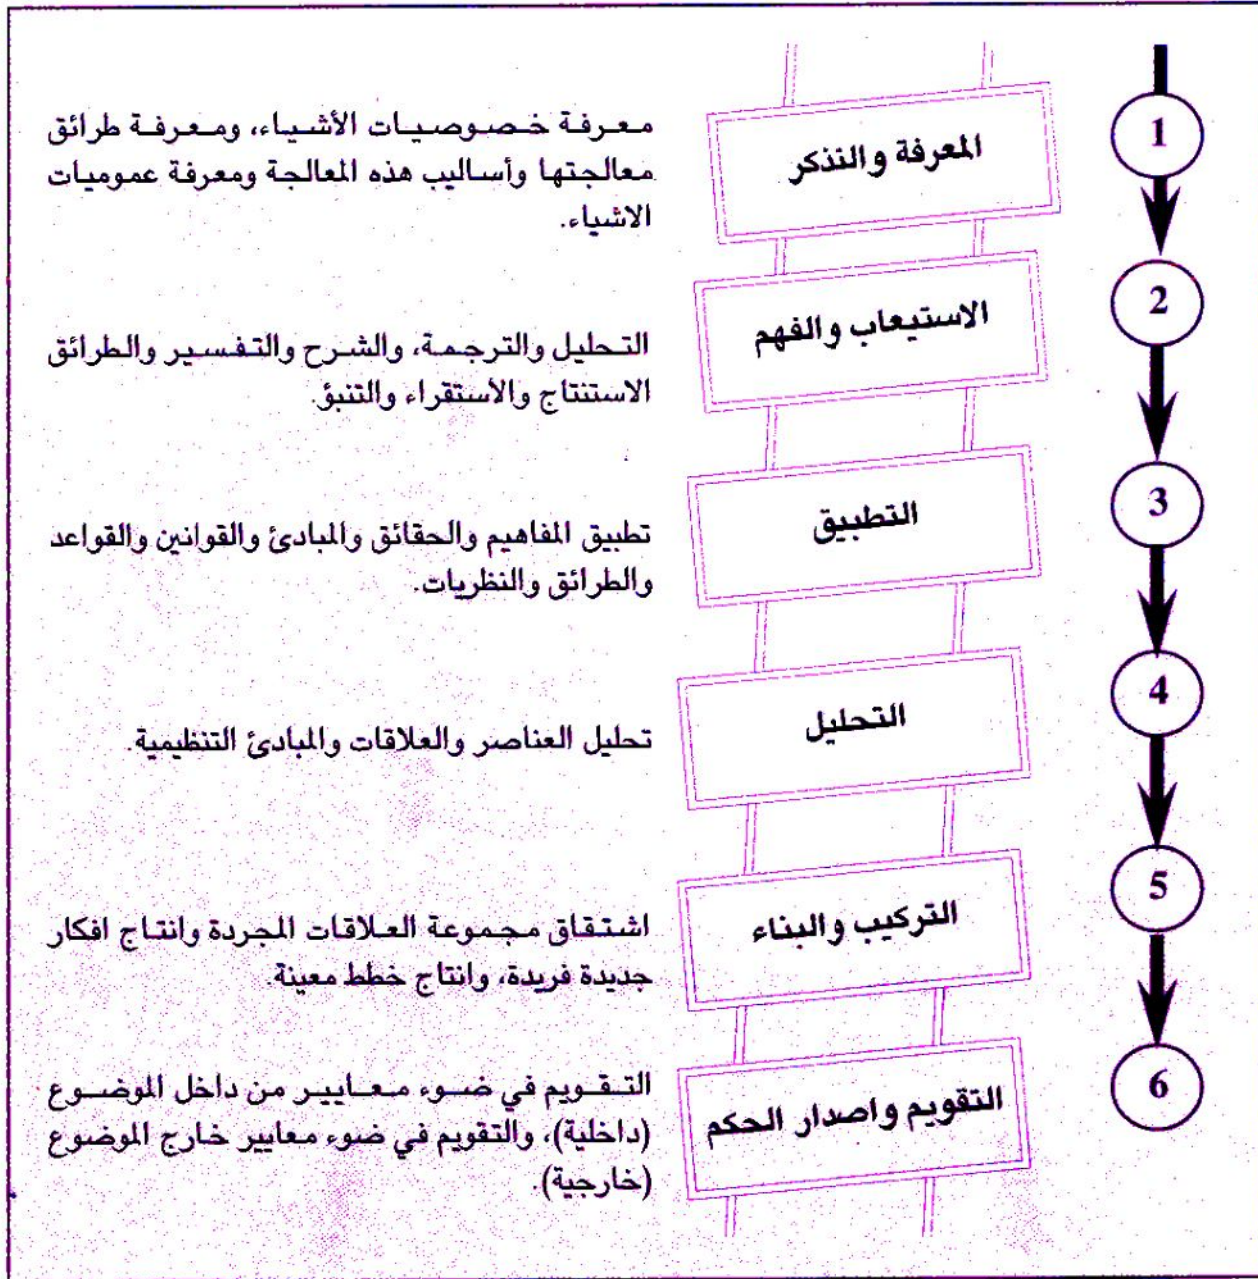 1
المعرفة والتذكر
معرفة خصوصيات الأشياء، ومعرفة طرائق
معالجتها وأساليب هذه المعالجة ومعرفة عموميات
الاشياء.
2
الاستيعاب والفهم
التحليل والترجمة، والشرح والتفسير والطرائق
الاستنتاج والاستقراء والتنبؤ.
3
التطبيق
تطبيق المفاهيم والحقائق والمبادئ والقوانين والقواعد
والطرائق والنظريات.
4
التحليل
تحليل العناصر والعلاقات والمبادئ التنظيمية.
5
التركيب والبناء
اشتقاق مجموعة العلاقات المجردة وانتاج افكار
جديدة فريدة، وانتاج خطط معينة.
6
التقويم واصدار الحكم
التقويم في ضوء معايير من داخل الموضوع
(داخلية)، والتقويم في ضوء معايير خارج الموضوع
(خارجية).